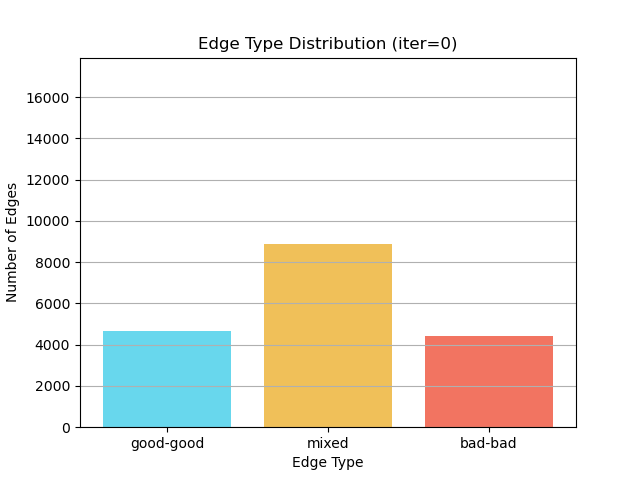 Edge Type Distribution (iter=0)
16000
14000
12000
10000
8000
6000
4000
2000
0
Number of Edges
good-good
mixed
bad-bad
Edge Type